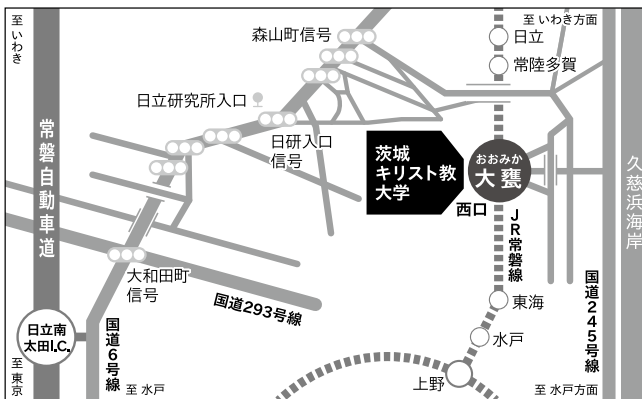 至 いわき
至 いわき方面
日立
常陸多賀
森山町信号
日立研究所入口
日研入口
信号
茨城
キリスト教
大学
おおみか
大甕
西口
JR常磐線
久慈浜海岸
常磐自動車道
大和田町
信号
国道293号線
国道245号線
東海
水戸
上野
日立南
太田I.C.
国道6号線
至 東京
至 水戸
至 水戸方面